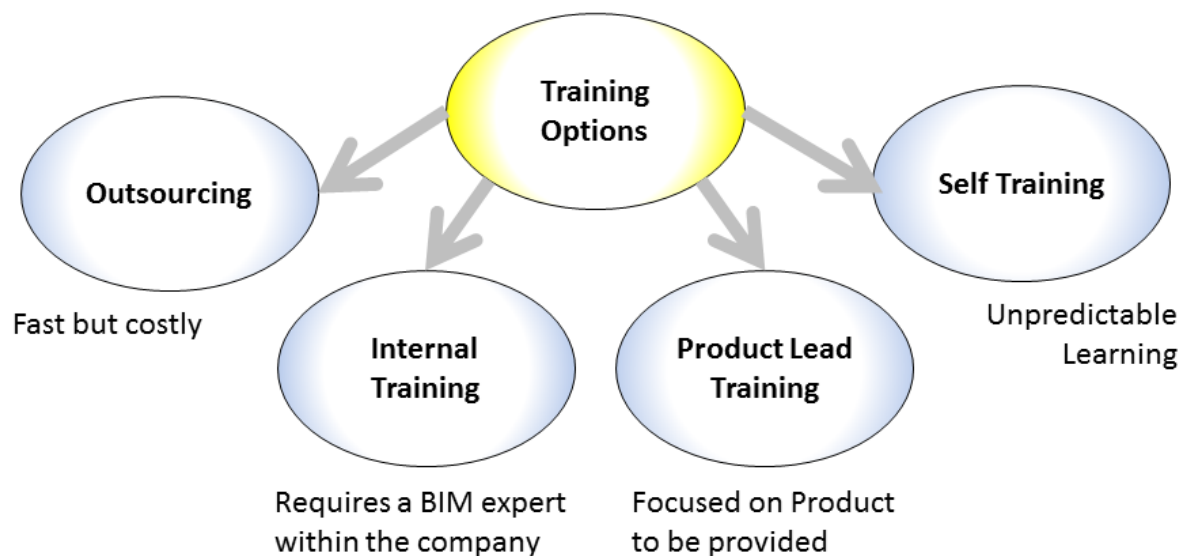 Training
Options
Outsourcing
Fast but costly
Internal
Training
Requires a BIM expert
within the company
Product Lead
Training
Focused on Product
to be provided
Self Training
Unpredictable
Learning